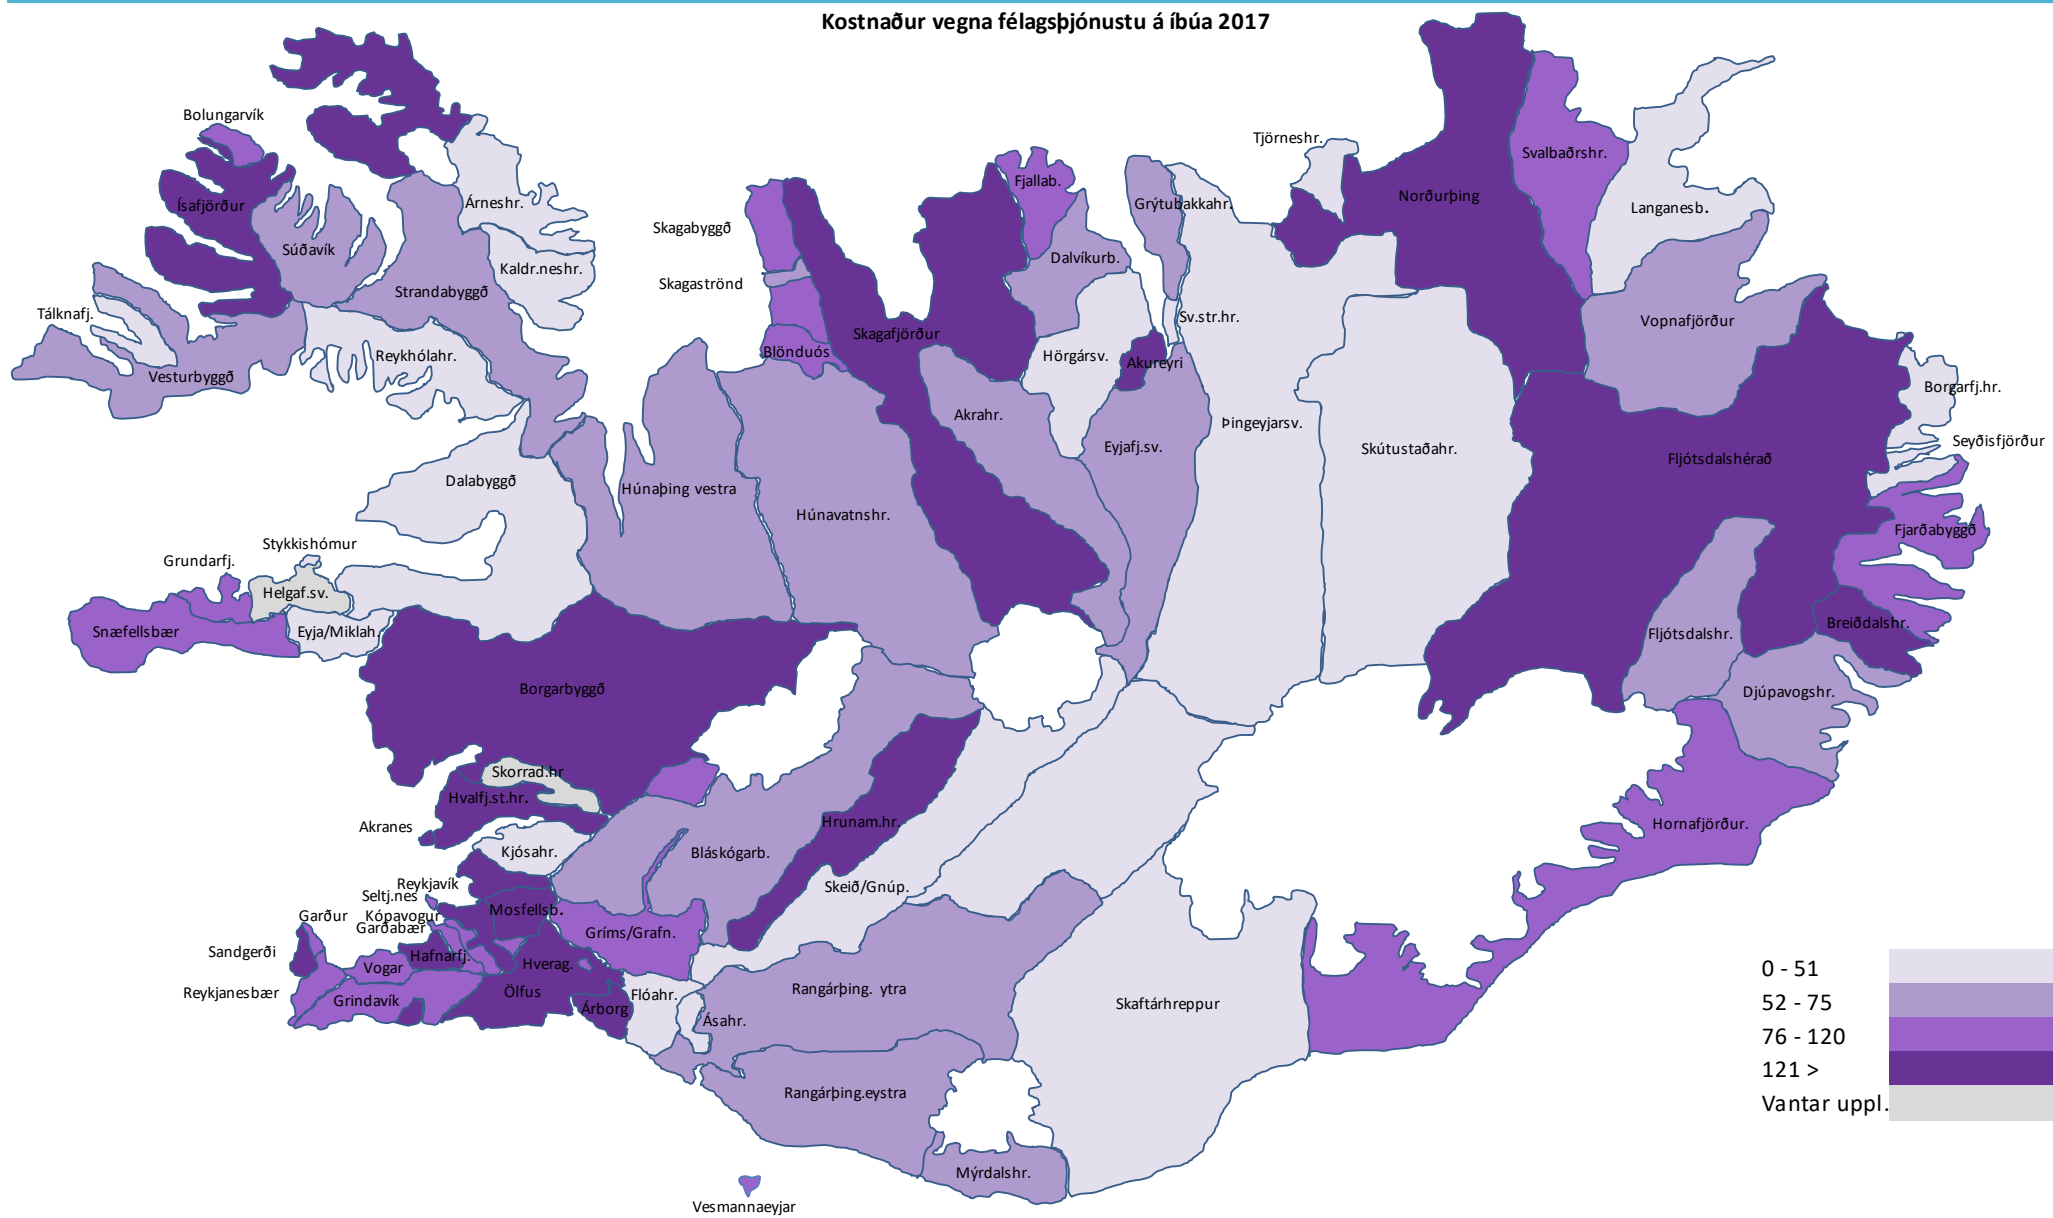 Kostnaður vegna félagsþjónustu á íbúa 2017
Bolungarvík
Tjörneshr.
Svalbaðrshr.
Fjallab.
Ísafjörður
Árneshr.
Grýtubakkahr.
Norðurþing
Langanesb.
Skagabyggð
Súðavík
Dalvíkurb.
Kaldr.neshr.
Skagaströnd
Strandabyggð
Tálknafj.
Sv.str.hr.
Vopnafjörður
Skagafjörður
Blönduós
Hörgársv.
Reykhólahr.
Akureyri
Vesturbyggð
Borgarfj.hr.
Akrahr.
Þingeyjarsv.
Seyðisfjörður
Eyjafj.sv.
Skútustaðahr.
Fljótsdalshérað
Dalabyggð
Húnaþing vestra
Húnavatnshr.
Fjarðabyggð
Stykkishómur
Grundarfj.
Helgaf.sv.
Snæfellsbær
Eyja/Miklah.
Breiðdalshr.
Fljótsdalshr.
Borgarbyggð
Djúpavogshr.
Skorrad.hr
Hvalfj.st.hr.
Akranes
Hrunam.hr.
Hornafjörður.
Kjósahr.
Bláskógarb.
Reykjavík
Skeið/Gnúp.
Seltj.nes
Mosfellsb.
Garður
Kópavogur
Garðabær
Gríms/Grafn.
Sandgerði
Hafnarfj.
Vogar
Hverag.
Reykjanesbær
Grindavík
Ölfus
Flóahr.
Rangárþing. ytra
Árborg
Ásahr.
Skaftárhreppur
Rangárþing.eystra
Mýrdalshr.
Vesmannaeyjar
0 - 51
52 - 75
76 - 120
121 >
Vantar uppl.